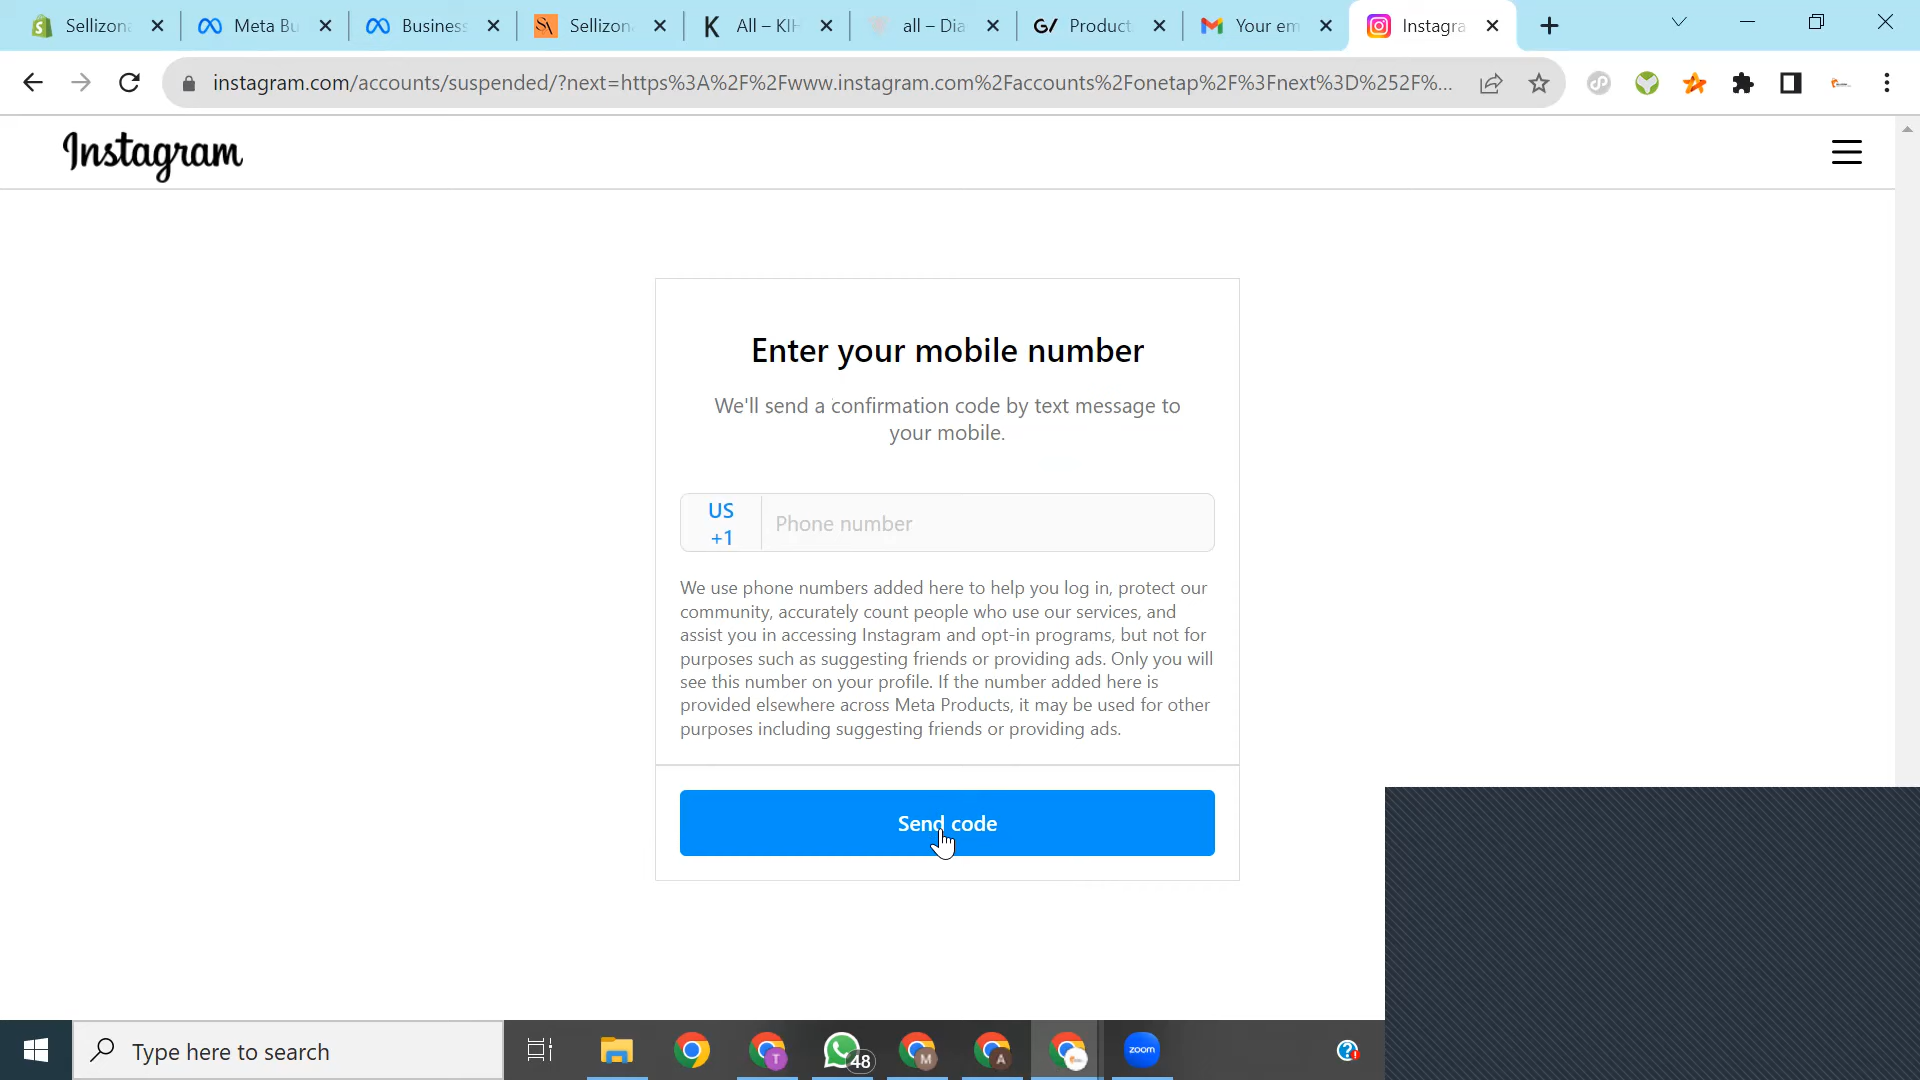 Sellizon
Meta Bu
Business
Sellizon
All – KIH
all – Dia
Product
Your em
Instagra
instagram.com/accounts/suspended/?next=https%3A%2F%2Fwww.instagram.com%2Faccounts%2Fonetap%2F%3Fnext%3D%252F%...
Instagram
Enter your mobile number
We'll send a confirmation code by text message to
your mobile.
US
+1
Phone number
We use phone numbers added here to help you log in, protect our
community, accurately count people who use our services, and
assist you in accessing Instagram and opt-in programs, but not for
purposes such as suggesting friends or providing ads. Only you will
see this number on your profile. If the number added here is
provided elsewhere across Meta Products, it may be used for other
purposes including suggesting friends or providing ads.
Send code
Type here to search
T
48
M
A
zoom